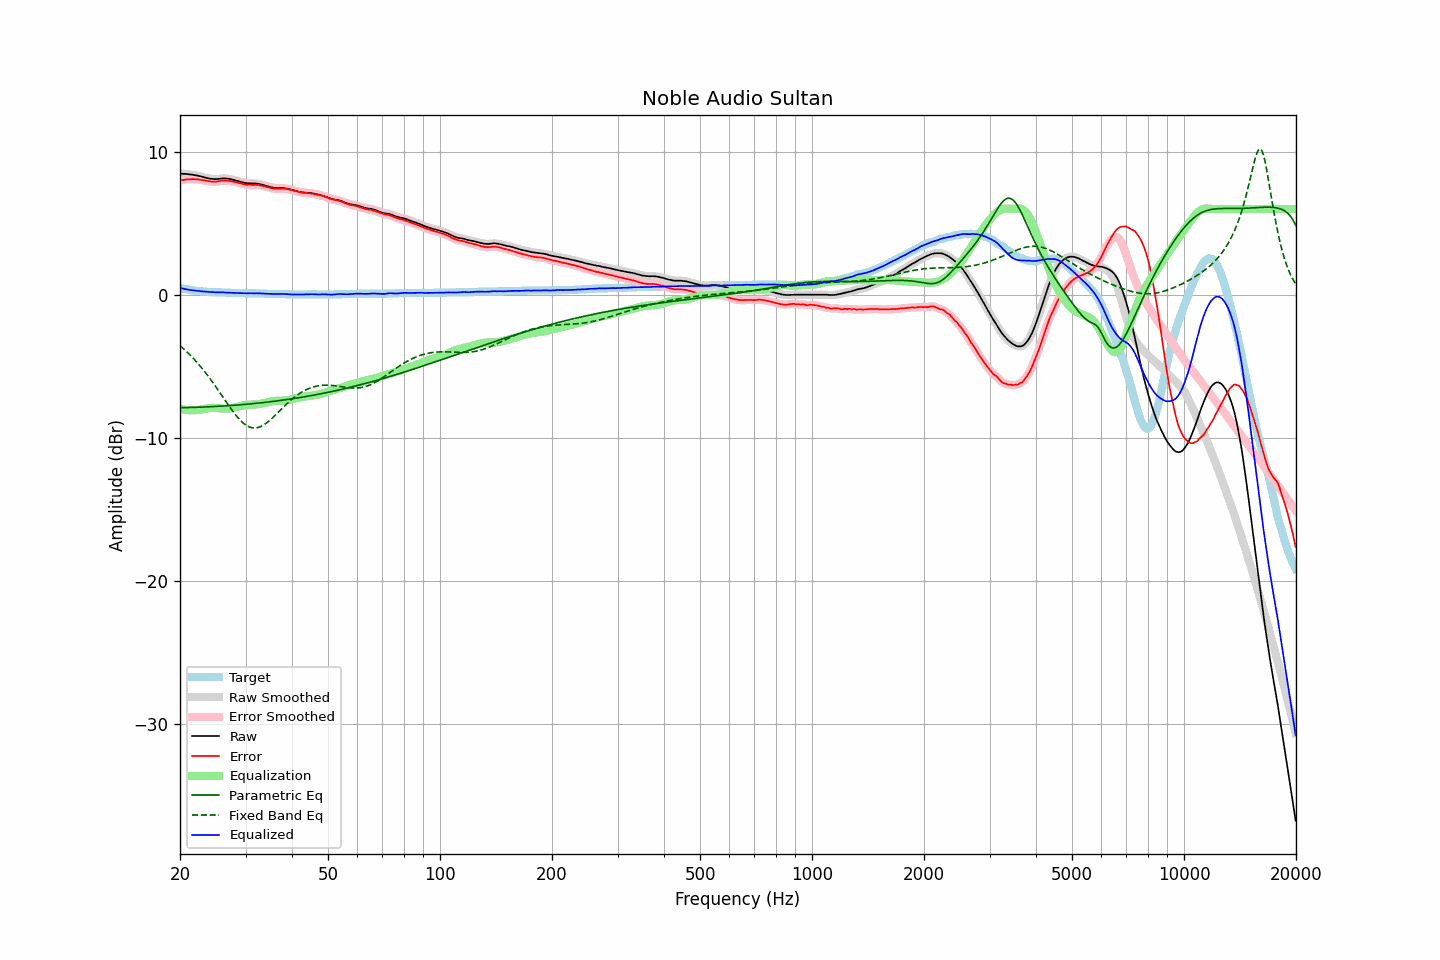 Noble Audio Sultan
10
0
−10
−20
−30
Amplitude (dBr)
Target
Raw Smoothed
Error Smoothed
Raw
Error
Equalization
Parametric Eq
Fixed Band Eq
Equalized
20 50 100 200 500 1000 2000 5000 10000 20000
Frequency (Hz)